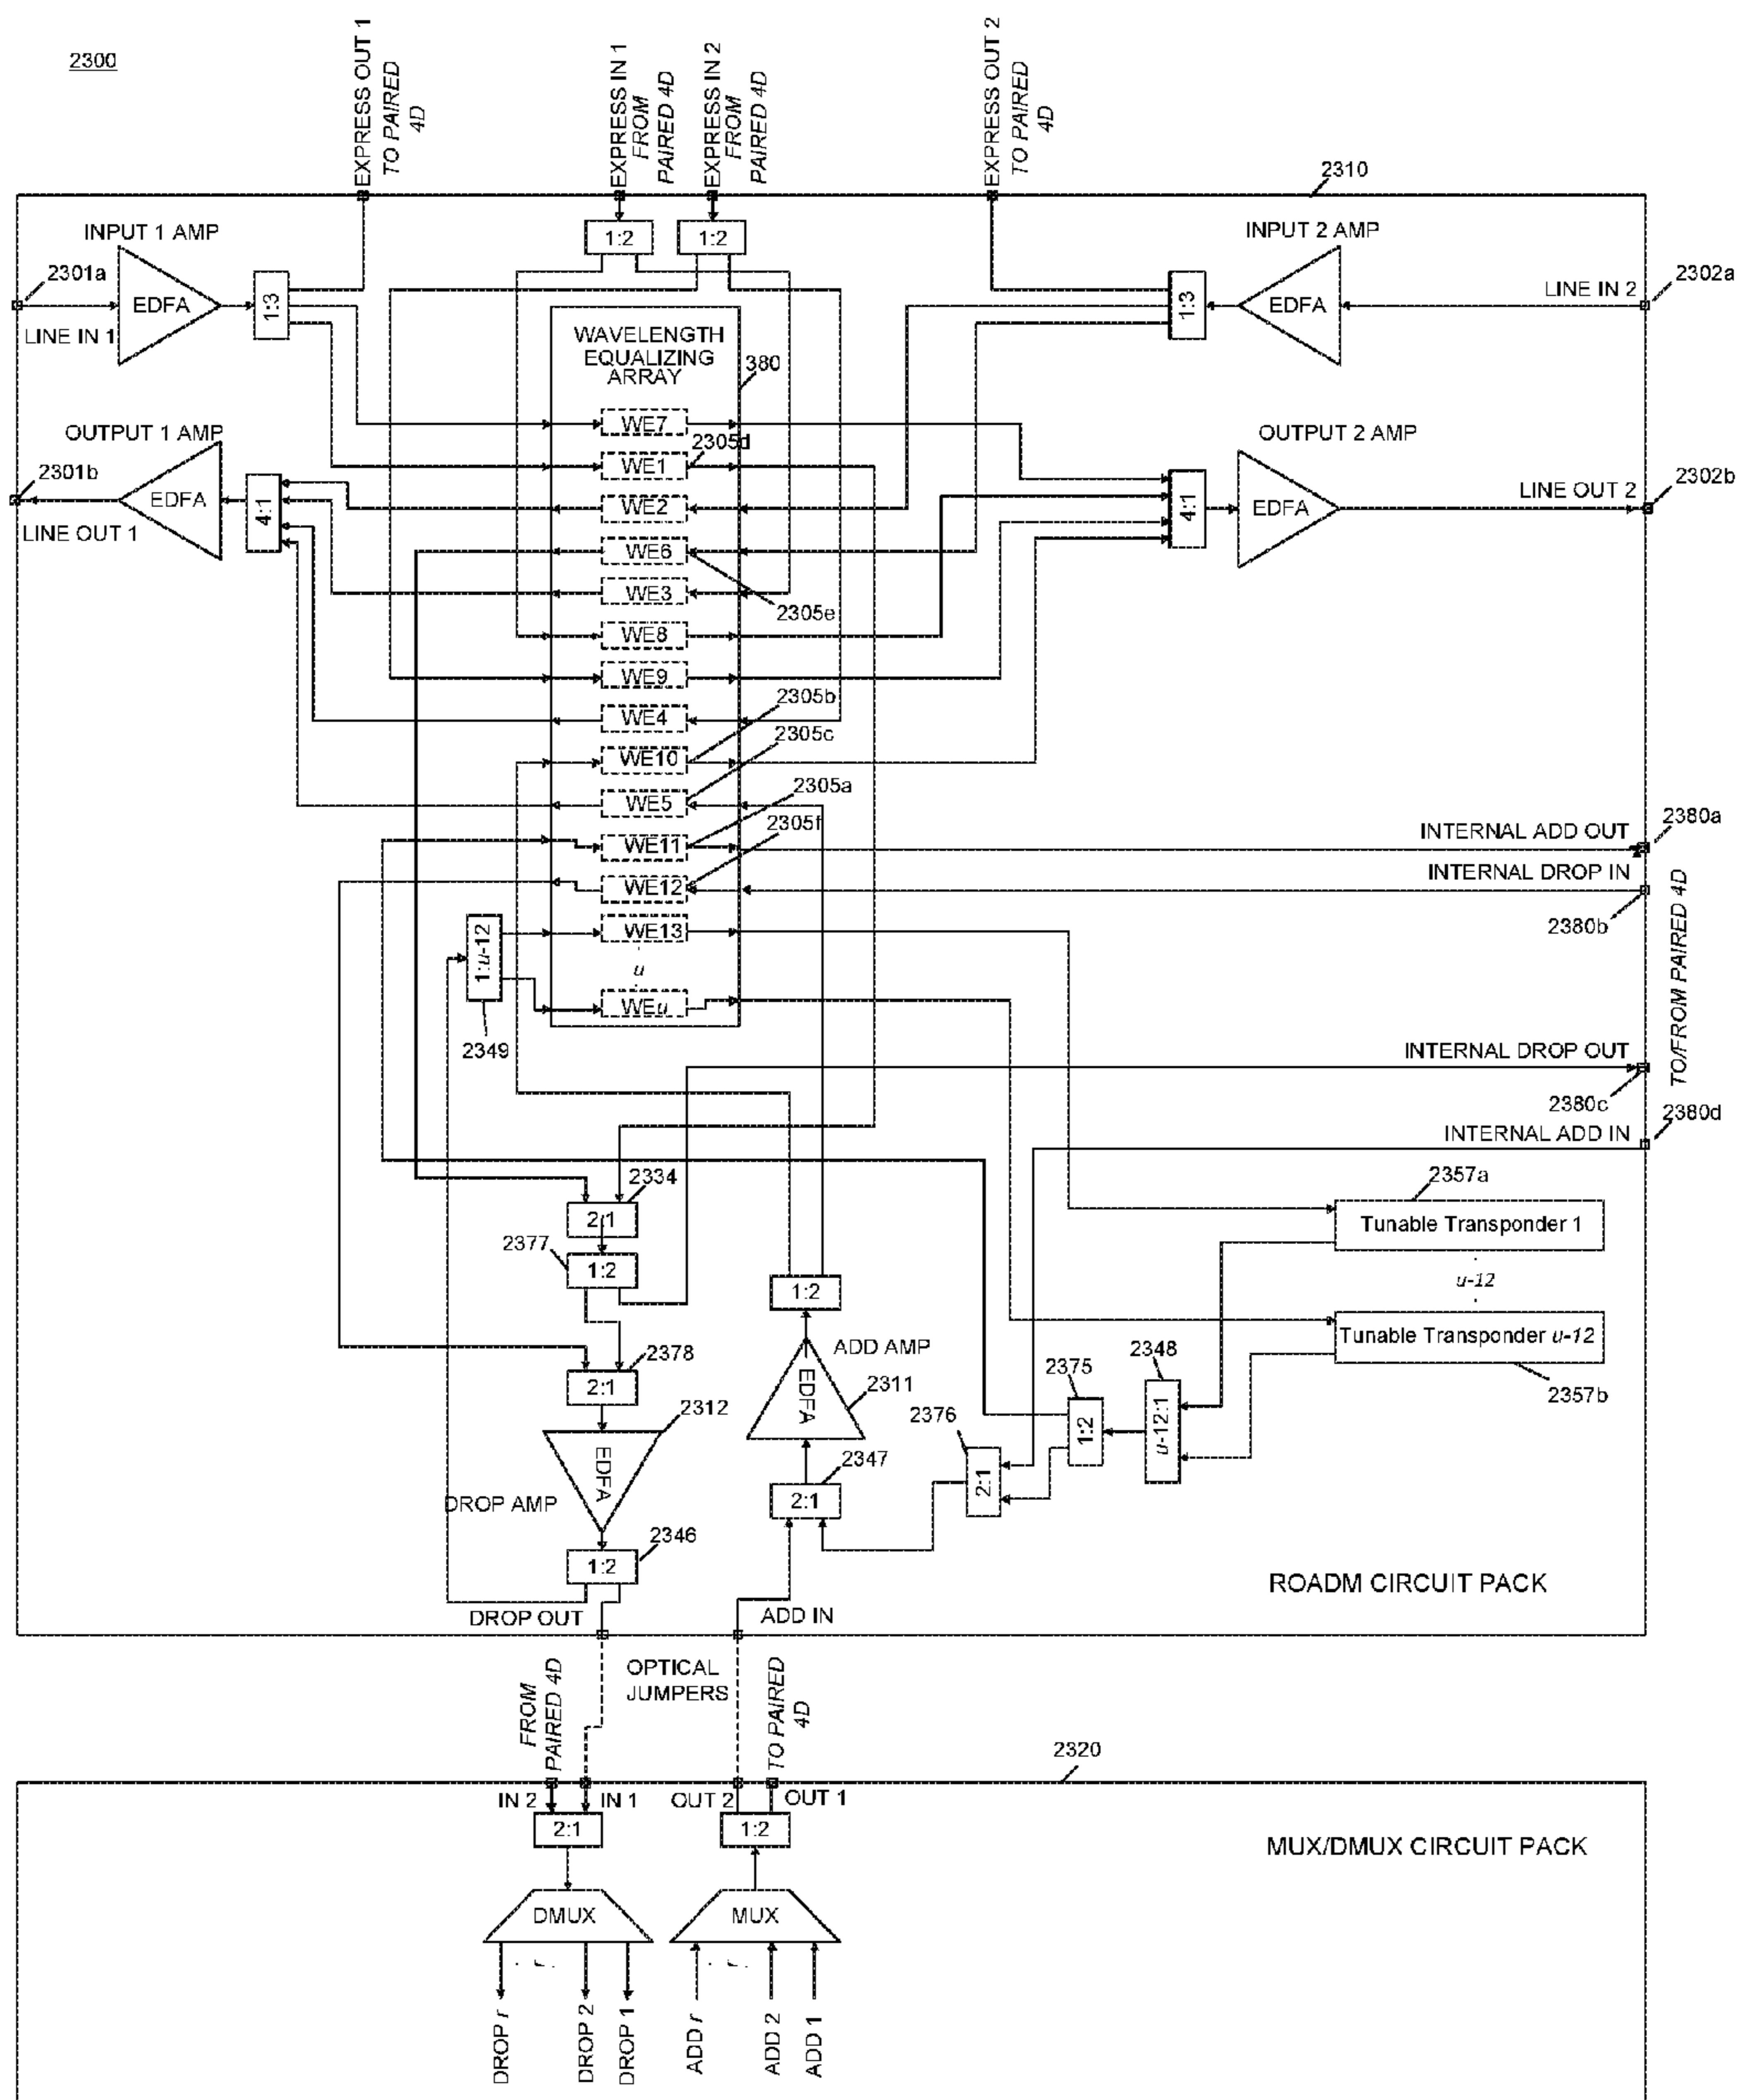 2300
EXPRESS OUT 1
TO PAIRED
4D
EXPRESS IN 1
FROM
PAIRED 4D
EXPRESS IN 2
FROM
PAIRED 4D
EXPRESS OUT 2
TO PAIRED
4D
2310
INPUT 1 AMP
2301a
EDFA
1:3
LINE IN 1
1:2
1:2
INPUT 2 AMP
2302a
LINE IN 2
EDFA
1:3
WAVELENGTH
EQUALIZING
ARRAY
380
OUTPUT 1 AMP
2301b
EDFA
4:1
LINE OUT 1
OUTPUT 2 AMP
2302b
LINE OUT 2
4:1
EDFA
WE7
2305d
WE1
WE2
WE6
WE3
2305e
WE8
WE9
2305b
WE4
2305c
WE10
2305a
WE5
2305f
WE11
WE12
WE13
u
WEu
1:u-12
2349
INTERNAL ADD OUT
2380a
INTERNAL DROP IN
2380b
TO/FROM PAIRED 4D
INTERNAL DROP OUT
2380c
2380d
INTERNAL ADD IN
2334
2:1
2377
1:2
2378
2:1
2312
EDFA
DROP AMP
2346
1:2
DROP OUT
1:2
ADD AMP
EDFA
2311
2347
2:1
ADD IN
2376
2:1
2375
1:2
2348
u-12:1
2357a
Tunable Transponder 1
u-12
Tunable Transponder u-12
2357b
ROADM CIRCUIT PACK
OPTICAL
JUMPERS
FROM
PAIRED 4D
TO PAIRED
4D
2320
IN 2
IN 1
OUT 2
OUT 1
2:1
1:2
MUX/DMUX CIRCUIT PACK
DMUX
MUX
r
r
DROP r
DROP 2
DROP 1
ADD r
ADD 2
ADD 1